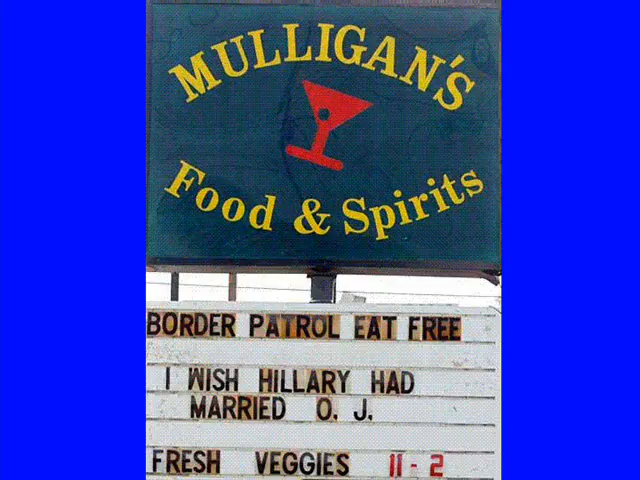 MULLIGAN'S
Food & Spirits
BORDER PATROL EAT FREE
I WISH HILLARY HAD
MARRIED O. J.
FRESH VEGGIES 11-2